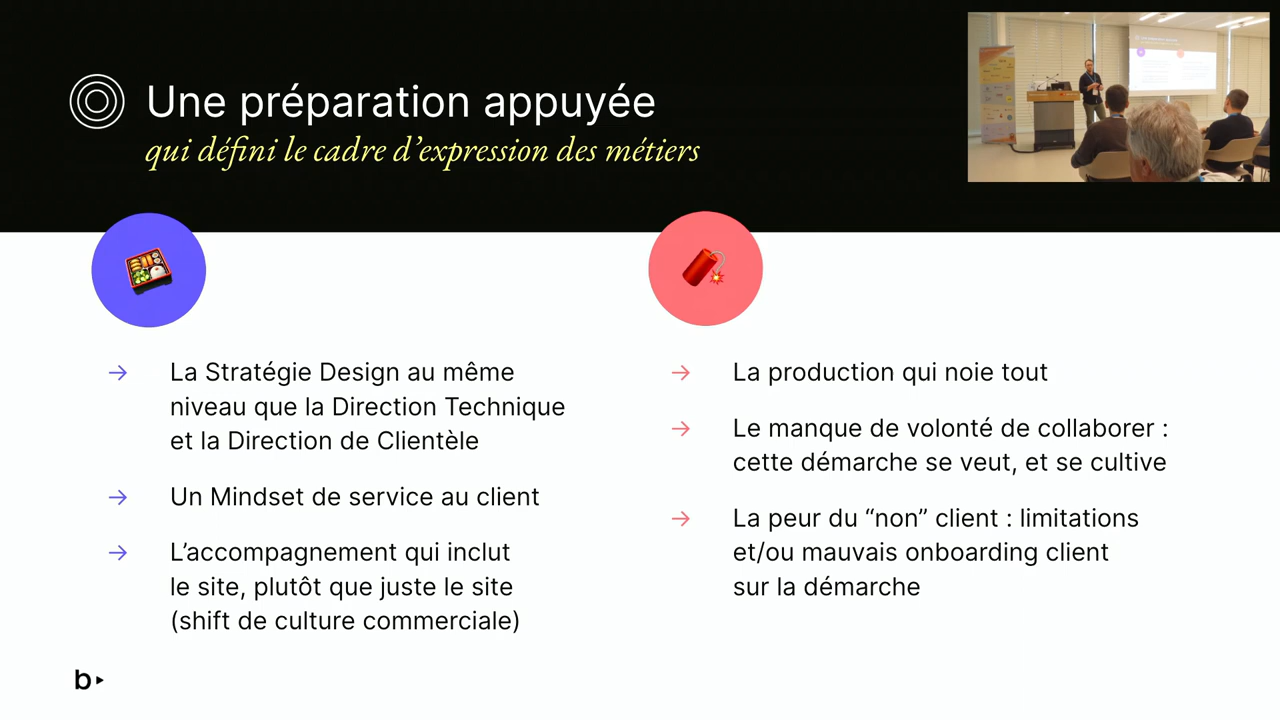 Une préparation appuyée
qui défini le cadre d’expression des métiers
La Stratégie Design au même
niveau que la Direction Technique
et la Direction de Clientèle
Un Mindset de service au client
L’accompagnement qui inclut
le site, plutôt que juste le site
(shift de culture commerciale)
La production qui noie tout
Le manque de volonté de collaborer :
cette démarche se veut, et se cultive
La peur du “non” client : limitations
et/ou mauvais onboarding client
sur la démarche
b